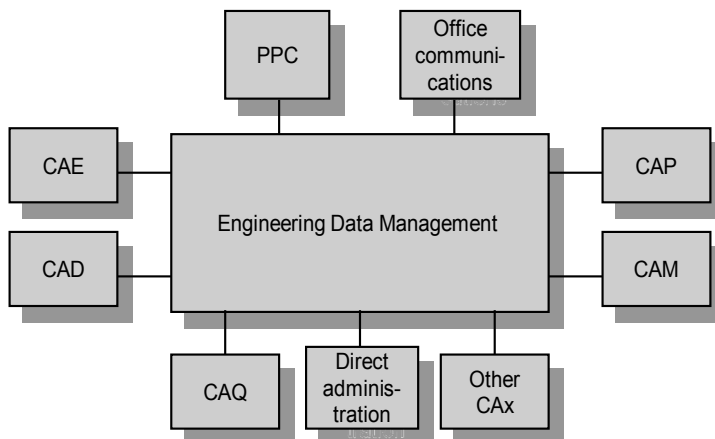 PPC
Office
communi-
cations
CAE
CAP
Engineering Data Management
CAD
CAM
CAQ
Direct
adminis-
tration
Other
CAx